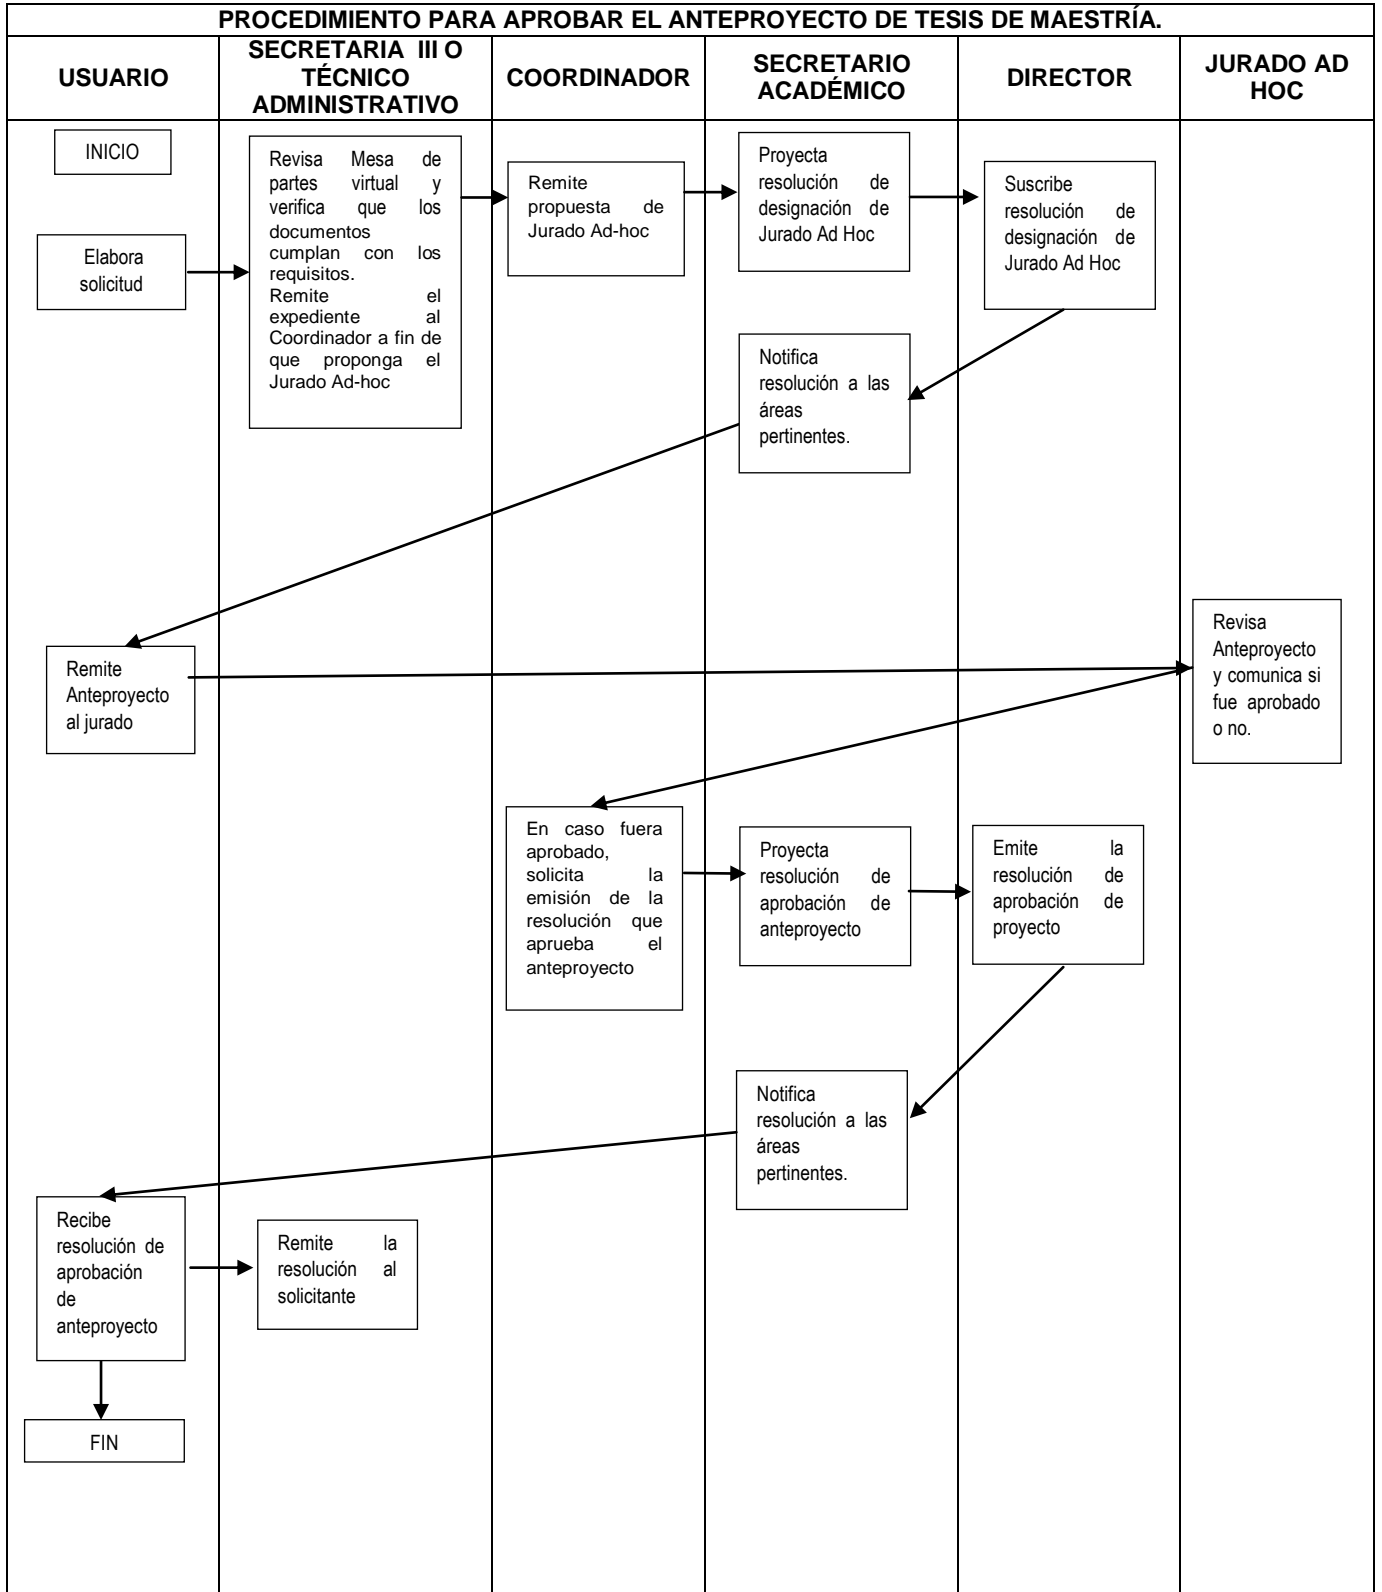 PROCEDIMIENTO PARA APROBAR EL ANTEPROYECTO DE TESIS DE MAESTRÍA.
USUARIO
SECRETARIA III O
TÉCNICO
ADMINISTRATIVO
COORDINADOR
SECRETARIO
ACADÉMICO
DIRECTOR
JURADO AD
HOC
INICIO
Elabora
solicitud
Revisa Mesa de
partes virtual y
verifica que los
documentos
cumplan con los
requisitos.
Remite el
expediente al
Coordinador a fin de
que proponga el
Jurado Ad-hoc
Remite
propuesta de
Jurado Ad-hoc
Proyecta
resolución de
designación de
Jurado Ad Hoc
Suscribe
resolución de
designación de
Jurado Ad Hoc
Notifica
resolución a las
áreas
pertinentes.
Remite
Anteproyecto
al jurado
Revisa
Anteproyecto
y comunica si
fue aprobado
o no.
En caso fuera
aprobado,
solicita la
emisión de la
resolución que
aprueba el
anteproyecto
Proyecta
resolución de
aprobación de
anteproyecto
Emite la
resolución de
aprobación de
proyecto
Notifica
resolución a las
áreas
pertinentes.
Recibe
resolución de
aprobación
de
anteproyecto
Remite la
resolución al
solicitante
FIN